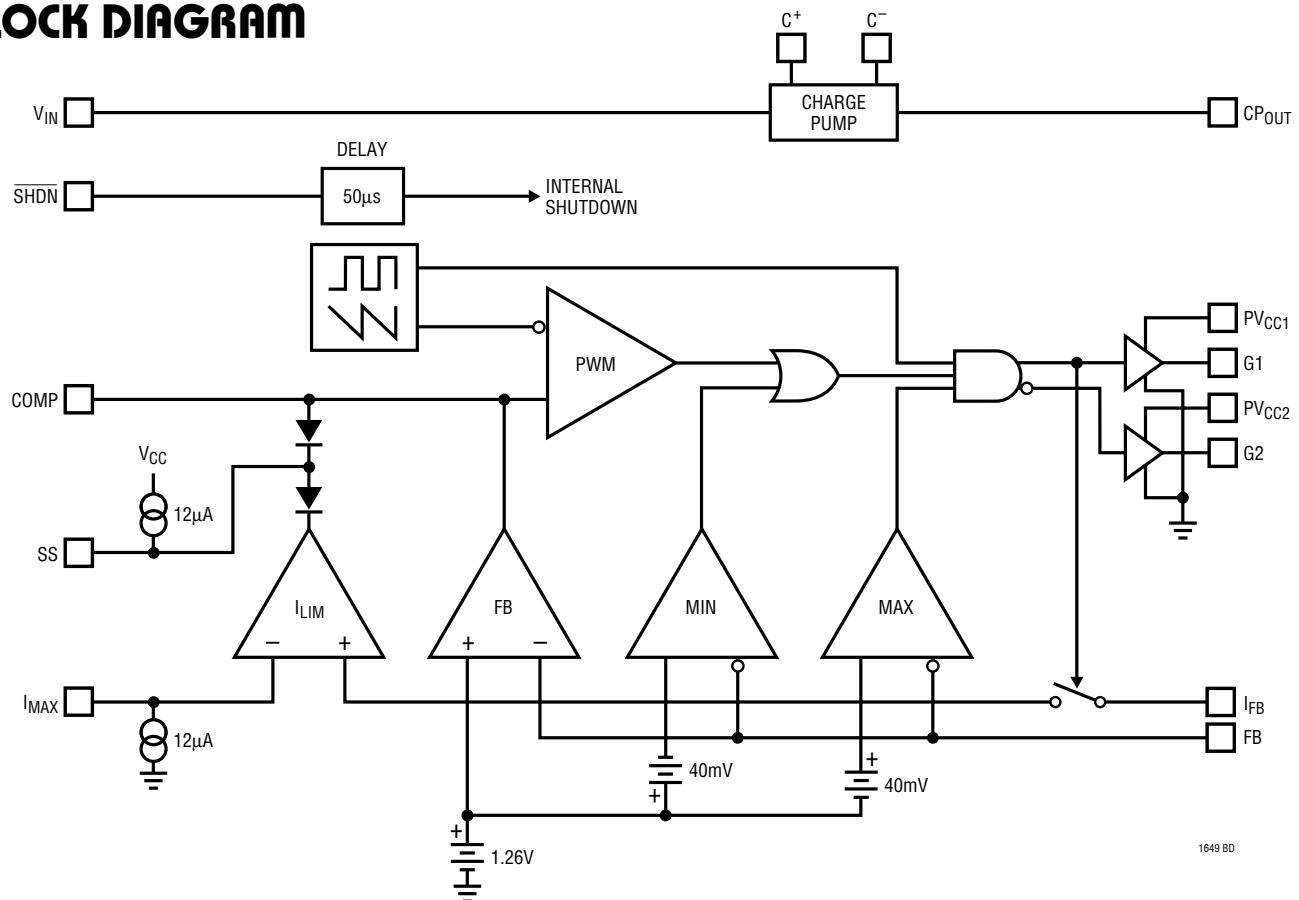 LOCK DIAGRAM
C+ C−
VIN
CHARGE
PUMP
CPOUT
DELAY
SHDN
50µs
INTERNAL
SHUTDOWN
PVCC1
PWM
G1
COMP
PVCC2
VCC
G2
12µA
SS
ILIM
FB
MIN
MAX
− +
+ −
IMAX
IFB
12µA
FB
+
40mV
+
40mV
+
1.26V
1649 BD